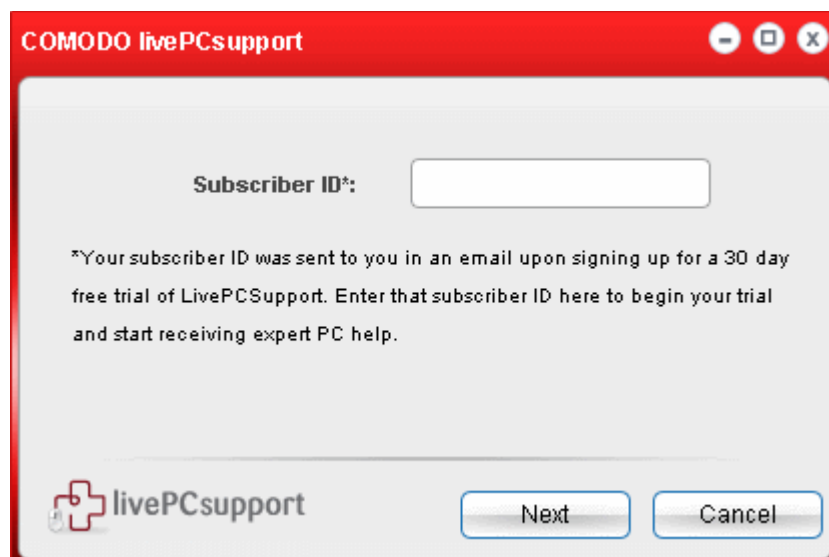 COMODO livePCsupport
Subscriber ID*:
*Your subscriber ID was sent to you in an email upon signing up for a 30 day
free trial of LivePCSupport. Enter that subscriber ID here to begin your trial
and start receiving expert PC help.
livePCsupport
Next
Cancel